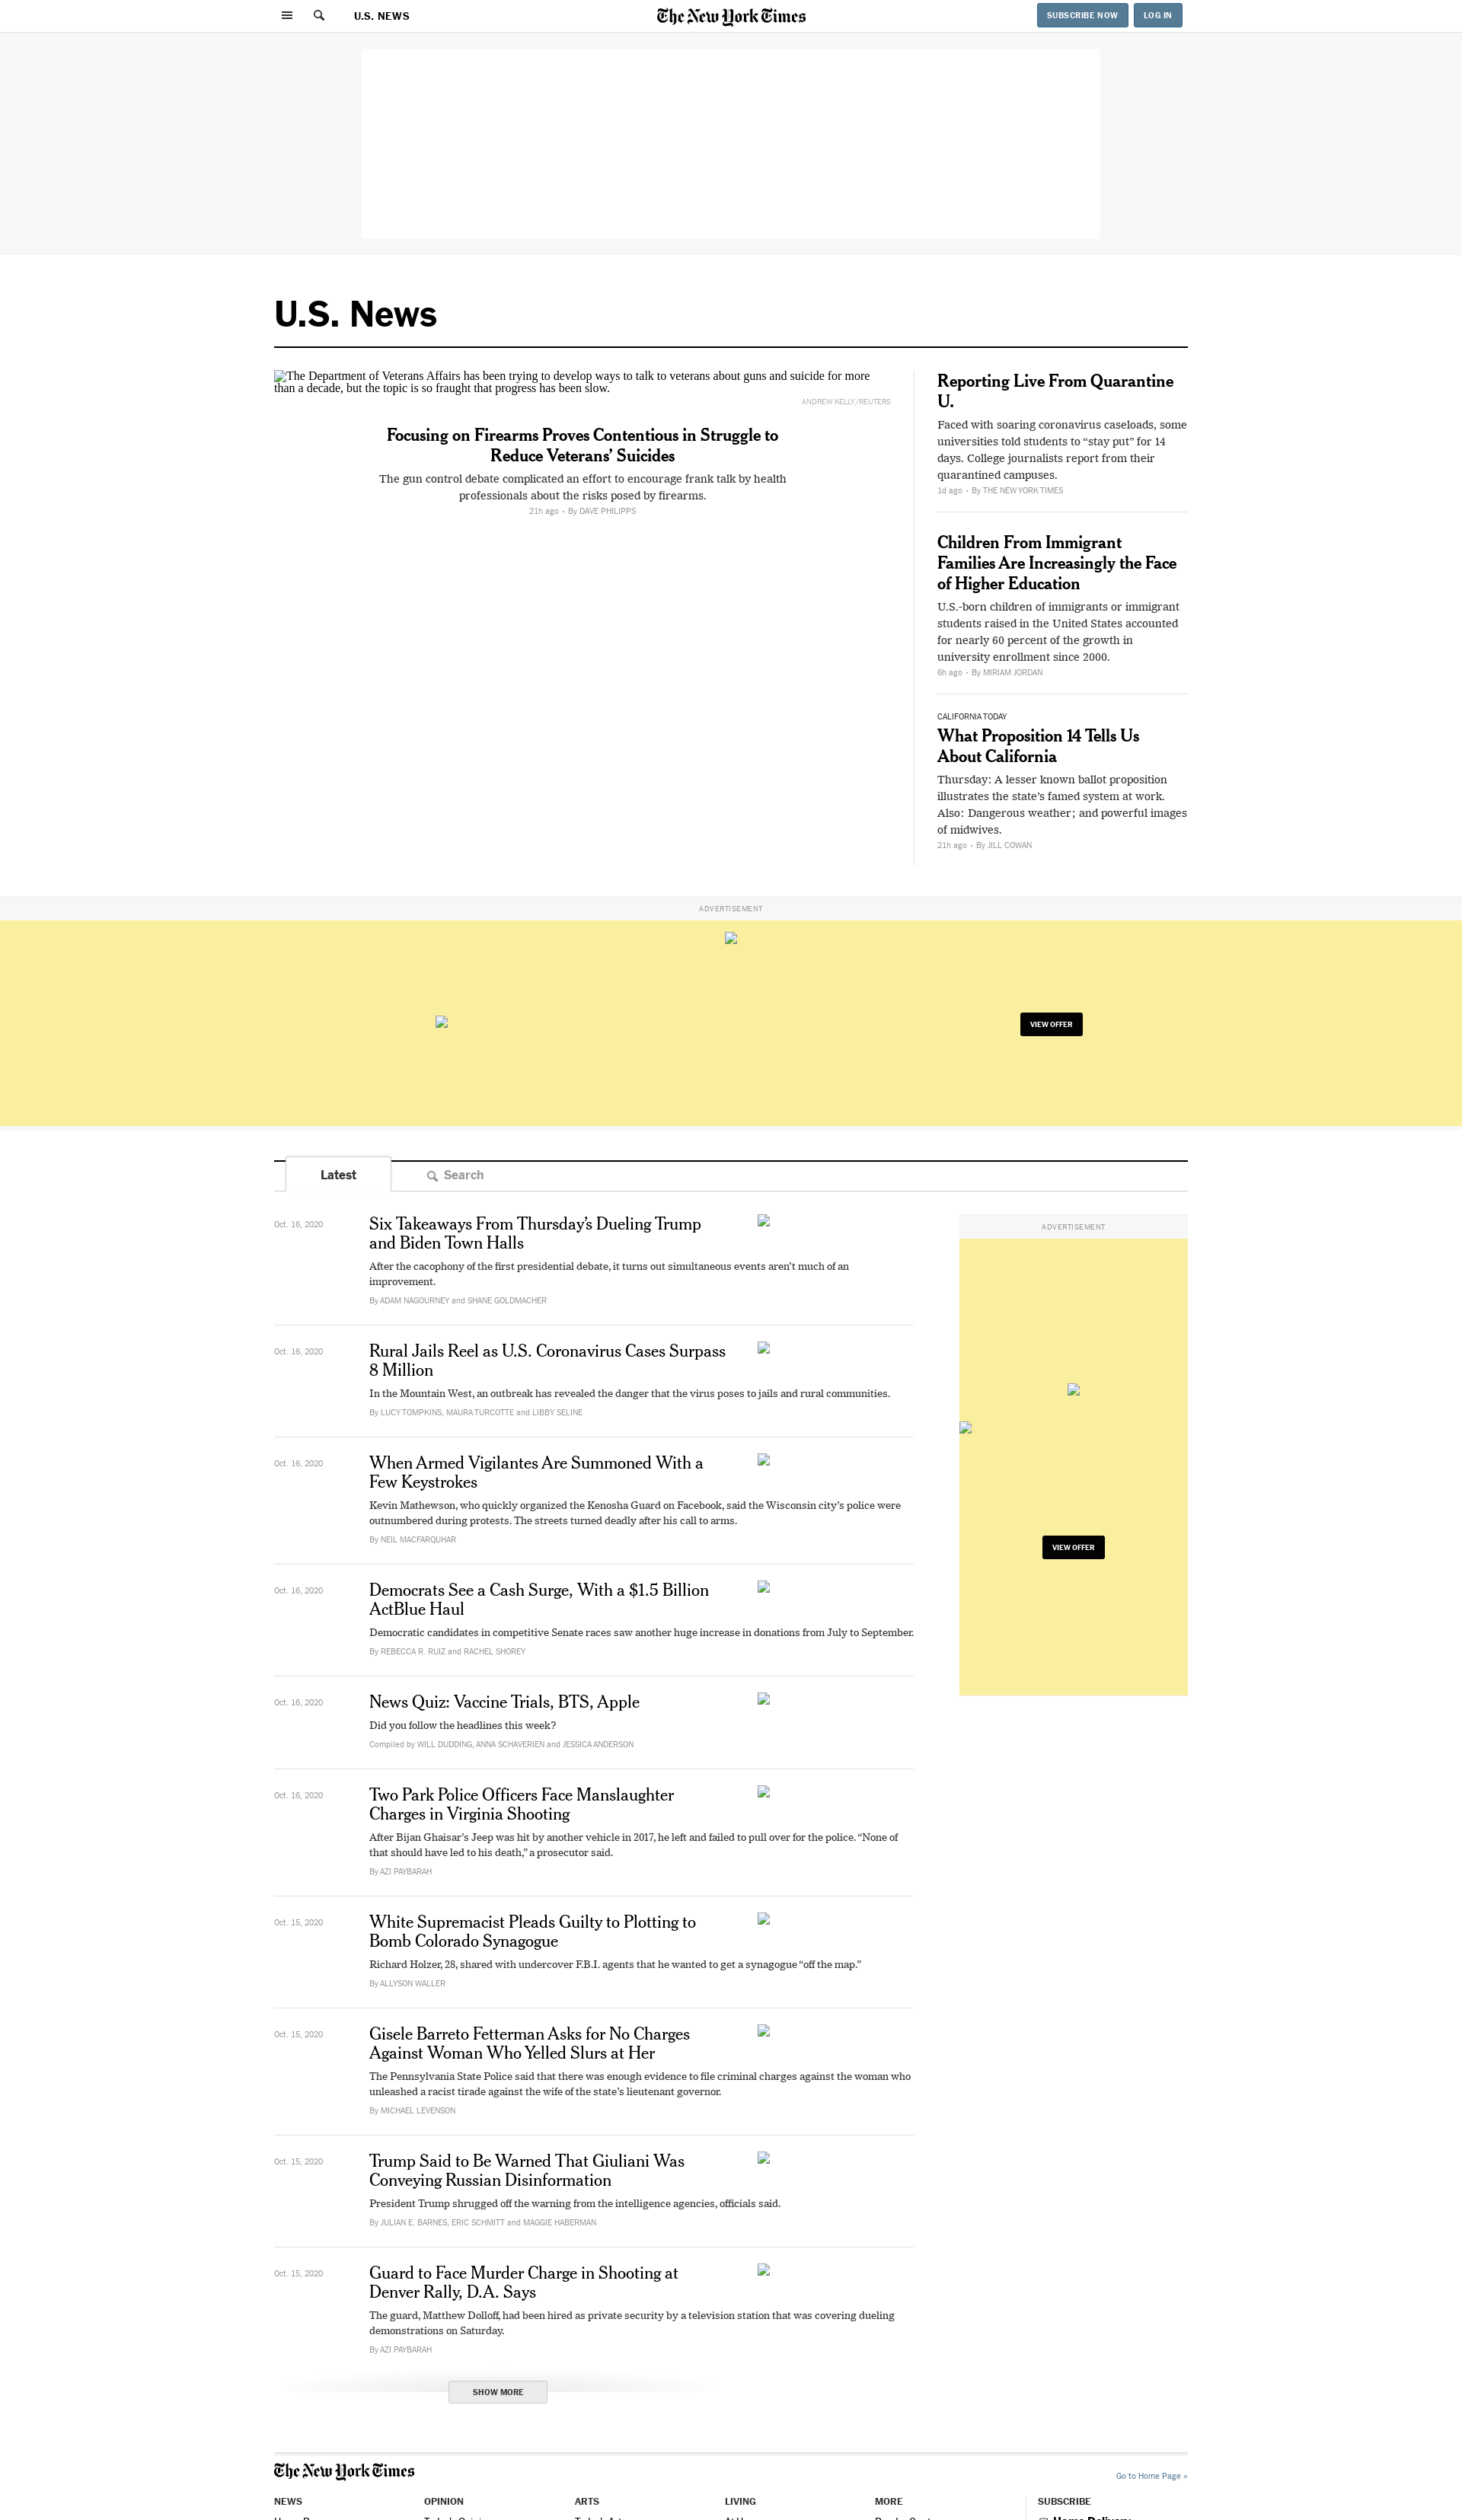 U.S. NEWS
The New York Times
SUBSCRIBE NOW
LOG IN
U.S. News
The Department of Veterans Affairs has been trying to develop ways to talk to veterans about guns and suicide for more
than a decade, but the topic is so fraught that progress has been slow.
ANDREW KELLY/REUTERS
Focusing on Firearms Proves Contentious in Struggle to
Reduce Veterans’ Suicides
The gun control debate complicated an effort to encourage frank talk by health
professionals about the risks posed by firearms.
21h ago • By DAVE PHILIPPS
Reporting Live From Quarantine
U.
Faced with soaring coronavirus caseloads, some
universities told students to “stay put” for 14
days. College journalists report from their
quarantined campuses.
1d ago • By THE NEW YORK TIMES
Children From Immigrant
Families Are Increasingly the Face
of Higher Education
U.S.-born children of immigrants or immigrant
students raised in the United States accounted
for nearly 60 percent of the growth in
university enrollment since 2000.
6h ago • By MIRIAM JORDAN
CALIFORNIA TODAY
What Proposition 14 Tells Us
About California
Thursday: A lesser known ballot proposition
illustrates the state’s famed system at work.
Also: Dangerous weather; and powerful images
of midwives.
21h ago • By JILL COWAN
ADVERTISEMENT
VIEW OFFER
Latest
Search
Oct. 16, 2020
Six Takeaways From Thursday’s Dueling Trump
and Biden Town Halls
After the cacophony of the first presidential debate, it turns out simultaneous events aren’t much of an
improvement.
By ADAM NAGOURNEY and SHANE GOLDMACHER
Oct. 16, 2020
Rural Jails Reel as U.S. Coronavirus Cases Surpass
8 Million
In the Mountain West, an outbreak has revealed the danger that the virus poses to jails and rural communities.
By LUCY TOMPKINS, MAURA TURCOTTE and LIBBY SELINE
Oct. 16, 2020
When Armed Vigilantes Are Summoned With a
Few Keystrokes
Kevin Mathewson, who quickly organized the Kenosha Guard on Facebook, said the Wisconsin city’s police were
outnumbered during protests. The streets turned deadly after his call to arms.
By NEIL MACFARQUHAR
Oct. 16, 2020
Democrats See a Cash Surge, With a $1.5 Billion
ActBlue Haul
Democratic candidates in competitive Senate races saw another huge increase in donations from July to September.
By REBECCA R. RUIZ and RACHEL SHOREY
Oct. 16, 2020
News Quiz: Vaccine Trials, BTS, Apple
Did you follow the headlines this week?
Compiled by WILL DUDDING, ANNA SCHAVERIEN and JESSICA ANDERSON
Oct. 16, 2020
Two Park Police Officers Face Manslaughter
Charges in Virginia Shooting
After Bijan Ghaisar’s Jeep was hit by another vehicle in 2017, he left and failed to pull over for the police. “None of
that should have led to his death,” a prosecutor said.
By AZI PAYBARAH
Oct. 15, 2020
White Supremacist Pleads Guilty to Plotting to
Bomb Colorado Synagogue
Richard Holzer, 28, shared with undercover F.B.I. agents that he wanted to get a synagogue “off the map.”
By ALLYSON WALLER
Oct. 15, 2020
Gisele Barreto Fetterman Asks for No Charges
Against Woman Who Yelled Slurs at Her
The Pennsylvania State Police said that there was enough evidence to file criminal charges against the woman who
unleashed a racist tirade against the wife of the state’s lieutenant governor.
By MICHAEL LEVENSON
Oct. 15, 2020
Trump Said to Be Warned That Giuliani Was
Conveying Russian Disinformation
President Trump shrugged off the warning from the intelligence agencies, officials said.
By JULIAN E. BARNES, ERIC SCHMITT and MAGGIE HABERMAN
Oct. 15, 2020
Guard to Face Murder Charge in Shooting at
Denver Rally, D.A. Says
The guard, Matthew Dolloff, had been hired as private security by a television station that was covering dueling
demonstrations on Saturday.
By AZI PAYBARAH
SHOW MORE
ADVERTISEMENT
VIEW OFFER
The New York Times
Go to Home Page »
NEWS
OPINION
ARTS
LIVING
MORE
SUBSCRIBE